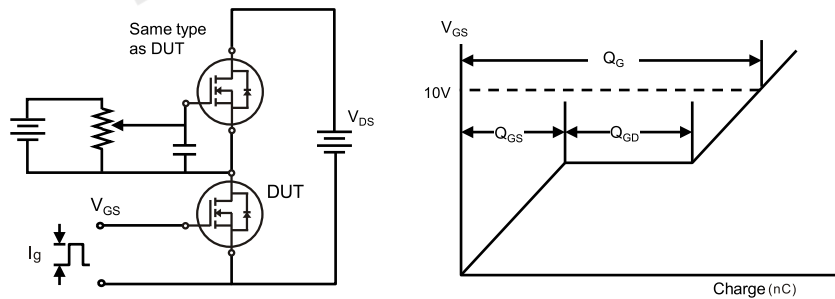 Same type
as DUT
V_DS
DUT
V_GS
I_g
V_GS
Q_G
10V
Q_GS
Q_GD
Charge (nC)